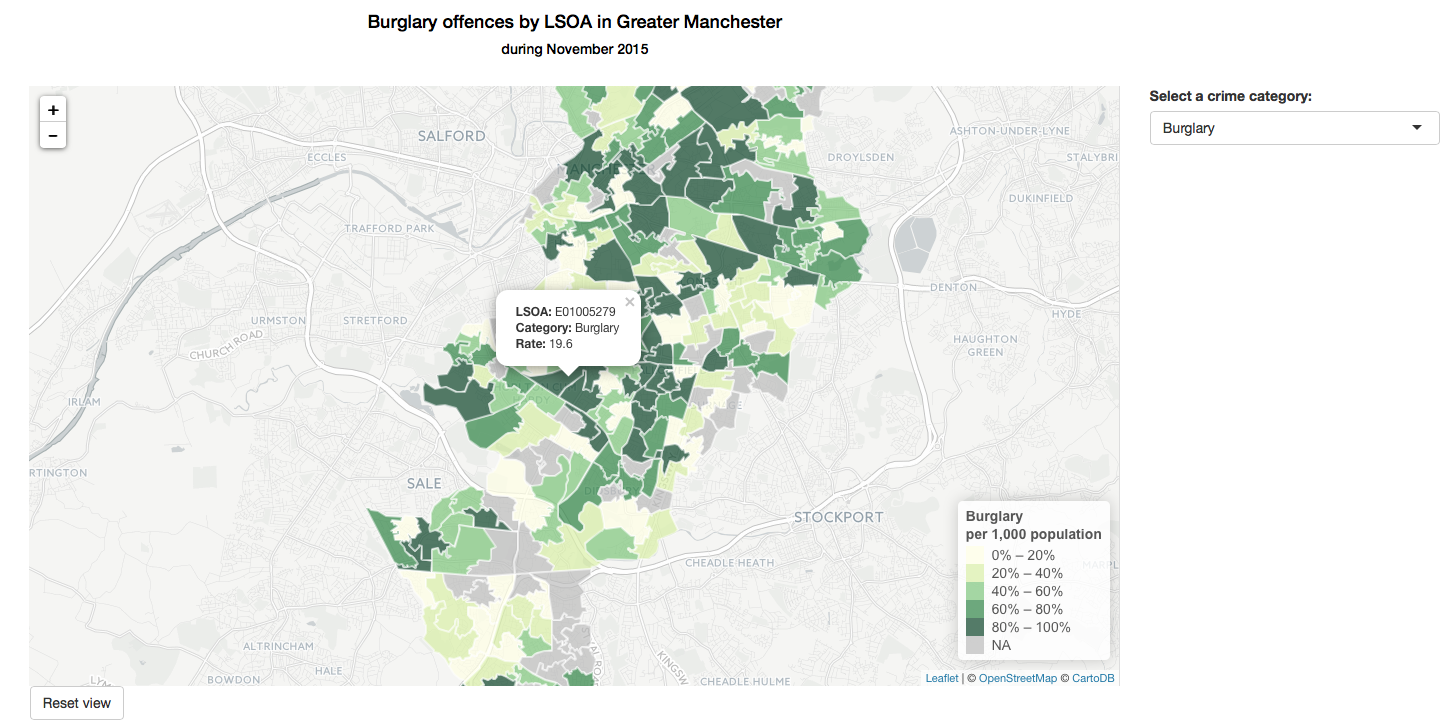 Burglary offences by LSOA in Greater Manchester
during November 2015
+
−
Select a crime category:
Burglary
SALFORD
ECCLES
ASHTON-UNDER-LYNE
DROYLSDEN
STALYBRI
MANCHESTER
DUKINFIELD
TRAFFORD PARK
DENTON
HYDE
×
LSOA: E01005279
Category: Burglary
Rate: 19.6
URMSTON
STRETFORD
CHURCH ROAD
HAUGHTON
GREEN
IRLAM
RTINGTON
SALE
STOCKPORT
CHEADLE HEATH
ALTRINCHAM
HALE
BOWDON
KINGSW
CHEADLE HULME
Burglary
per 1,000 population
0% – 20%
20% – 40%
40% – 60%
60% – 80%
80% – 100%
NA
Leaflet | © OpenStreetMap © CartoDB
Reset view